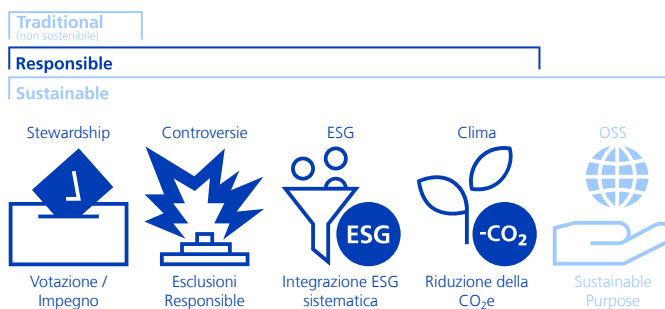 Traditional
(non sostenibile)
Responsible
Sustainable
Stewardship Controversie ESG Clima OSS
ESG -CO₂
Votazione / Esclusioni Integrazione ESG Riduzione della Sustainable
Impegno Responsible sistematica CO₂e Purpose